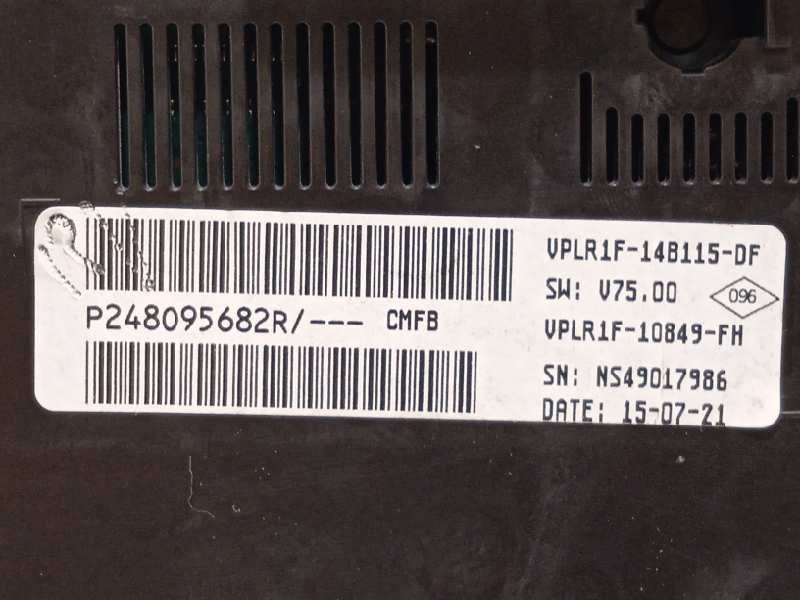 VPLR1F-14B115-DF
SW: V75.00
096
P248095682R/--- CMFB
VPLR1F-10849-FH
SN: NS49017986
DATE: 15-07-21